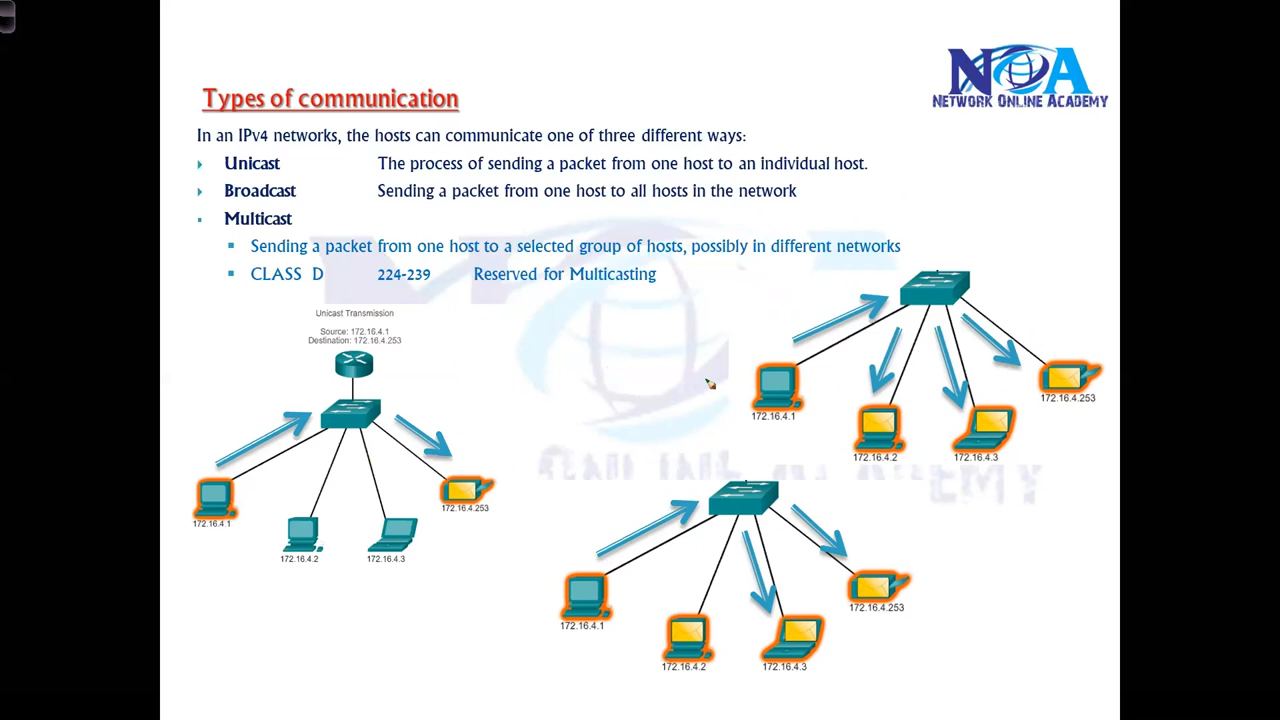 NOA
NETWORK ONLINE ACADEMY
Types of communication
In an IPv4 networks, the hosts can communicate one of three different ways:
Unicast The process of sending a packet from one host to an individual host.
Broadcast Sending a packet from one host to all hosts in the network
Multicast
Sending a packet from one host to a selected group of hosts, possibly in different networks
CLASS D 224-239 Reserved for Multicasting
Unicast Transmission
Source: 172.16.4.1
Destination: 172.16.4.253
172.16.4.1
172.16.4.2
172.16.4.3
172.16.4.253
172.16.4.1
172.16.4.2
172.16.4.3
172.16.4.253
172.16.4.1
172.16.4.2
172.16.4.3
172.16.4.253